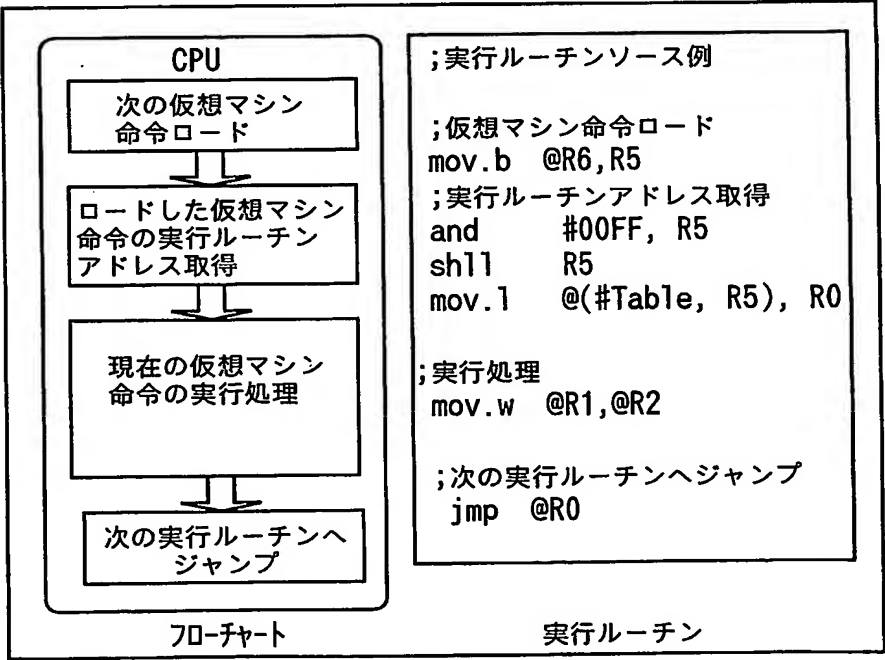 CPU
次の仮想マシン
命令ロード
ロードした仮想マシン
命令の実行ルーチン
アドレス取得
現在の仮想マシン
命令の実行処理
次の実行ルーチンへ
ジャンプ
フローチャート
;実行ルーチンソース例
;仮想マシン命令ロード
mov.b @R6,R5
;実行ルーチンアドレス取得
and #00FF, R5
shll R5
mov.l @(#Table, R5), R0
;実行処理
mov.w @R1,@R2
;次の実行ルーチンへジャンプ
jmp @R0
実行ルーチン